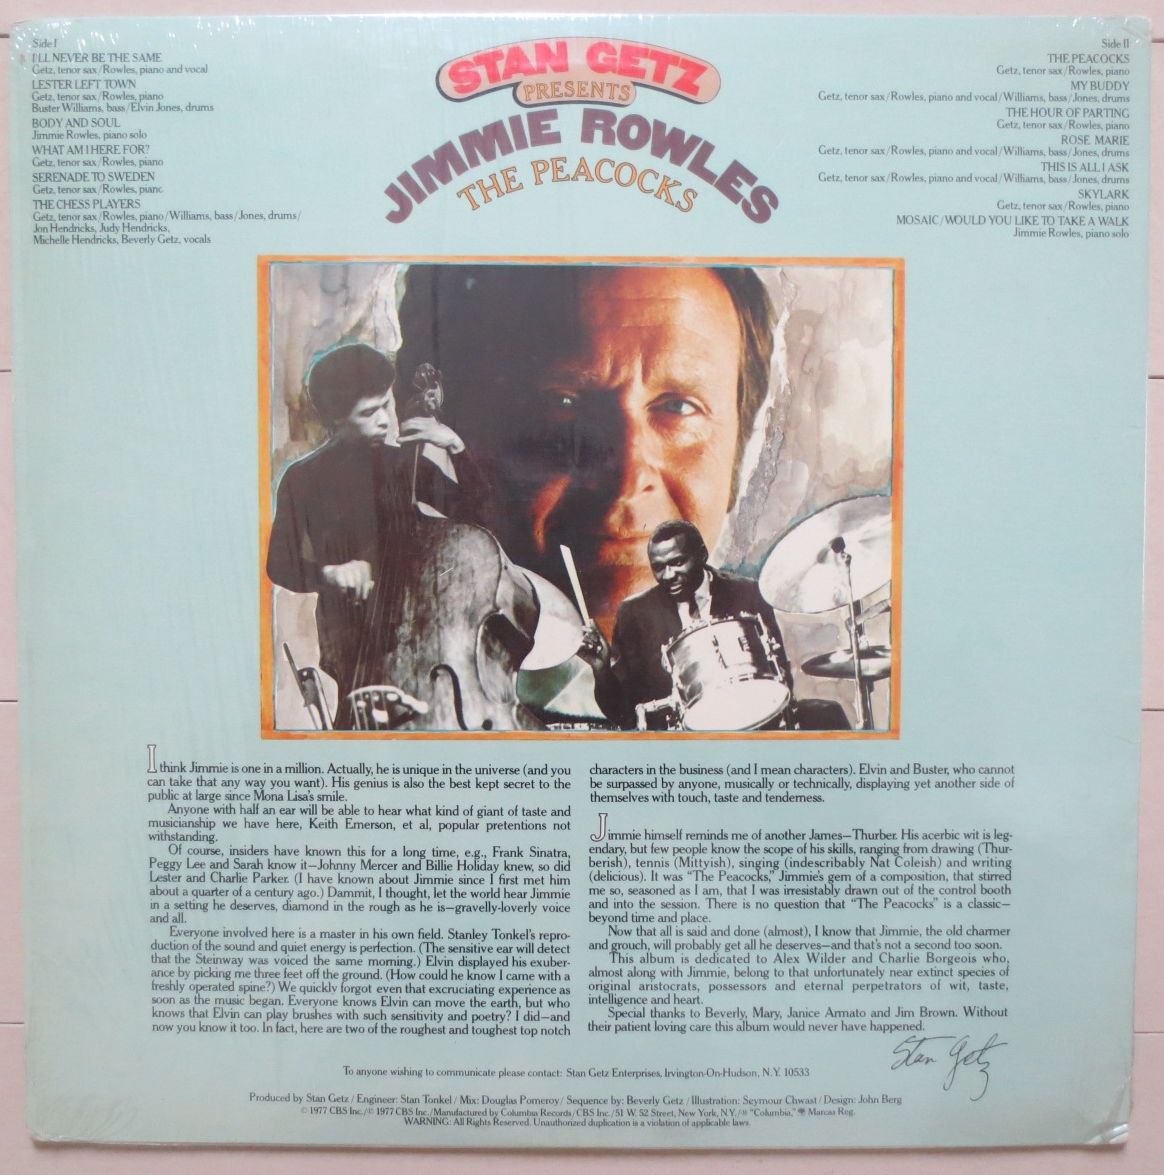 Side I
I'LL NEVER BE THE SAME
Getz, tenor sax/Rowles, piano and vocal
LESTER LEFT TOWN
Getz, tenor sax/Rowles, piano
Buster Williams, bass/Elvin Jones, drums
BODY AND SOUL
Jimmie Rowles, piano solo
WHAT AM I HERE FOR?
Getz, tenor sax/Rowles, piano
SERENADE TO SWEDEN
Getz, tenor sax/Rowles, piano
THE CHESS PLAYERS
Getz, tenor sax/Rowles, piano/Williams, bass/Jones, drums/
Jon Hendricks, Judy Hendricks,
Michelle Hendricks, Beverly Getz, vocals
STAN GETZ
PRESENTS
JIMMIE ROWLES
THE PEACOCKS
Side II
THE PEACOCKS
Getz, tenor sax/Rowles, piano
MY BUDDY
Getz, tenor sax/Rowles, piano and vocal/Williams, bass/Jones, drums
THE HOUR OF PARTING
Getz, tenor sax/Rowles, piano
ROSE MARIE
Getz, tenor sax/Rowles, piano and vocal/Williams, bass/Jones, drums
THIS IS ALL I ASK
Getz, tenor sax/Rowles, piano and vocal/Williams, bass/Jones, drums
SKYLARK
Getz, tenor sax/Rowles, piano
MOSAIC/WOULD YOU LIKE TO TAKE A WALK
Jimmie Rowles, piano solo
I think Jimmie is one in a million. Actually, he is unique in the universe (and you
can take that any way you want). His genius is also the best kept secret to the
public at large since Mona Lisa's smile.
Anyone with half an ear will be able to hear what kind of giant of taste and
musicianship we have here, Keith Emerson, et al, popular pretentions not
withstanding.
Of course, insiders have known this for a long time, e.g., Frank Sinatra,
Peggy Lee and Sarah know it—Johnny Mercer and Billie Holiday knew, so did
Lester and Charlie Parker. (I have known about Jimmie since I first met him
about a quarter of a century ago.) Dammit, I thought, let the world hear Jimmie
in a setting he deserves, diamond in the rough as he is—gravelly-loverly voice
and all.
Everyone involved here is a master in his own field. Stanley Tonkel's repro-
duction of the sound and quiet energy is perfection. (The sensitive ear will detect
that the Steinway was voiced the same morning.) Elvin displayed his exuber-
ance by picking me three feet off the ground. (How could he know I came with a
freshly operated spine?) We quickly forgot even that excruciating experience as
soon as the music began. Everyone knows Elvin can move the earth, but who
knows that Elvin can play brushes with such sensitivity and poetry? I did—and
now you know it too. In fact, here are two of the roughest and toughest top notch
characters in the business (and I mean characters). Elvin and Buster, who cannot
be surpassed by anyone, musically or technically, displaying yet another side of
themselves with touch, taste and tenderness.
Jimmie himself reminds me of another James—Thurber. His acerbic wit is leg-
endary, but few people know the scope of his skills, ranging from drawing (Thur-
berish), tennis (Mittyish), singing (indescribably Nat Coleish) and writing
(delicious). It was "The Peacocks," Jimmie's gem of a composition, that stirred
me so, seasoned as I am, that I was irresistably drawn out of the control booth
and into the session. There is no question that "The Peacocks" is a classic—
beyond time and place.
Now that all is said and done (almost), I know that Jimmie, the old charmer
and grouch, will probably get all he deserves—and that's not a second too soon.
This album is dedicated to Alex Wilder and Charlie Borgeois who,
almost along with Jimmie, belong to that unfortunately near extinct species of
original aristocrats, possessors and eternal perpetrators of wit, taste,
intelligence and heart.
Special thanks to Beverly, Mary, Janice Armato and Jim Brown. Without
their patient loving care this album would never have happened.
Stan Getz
To anyone wishing to communicate please contact: Stan Getz Enterprises, Irvington-On-Hudson, N.Y. 10533
Produced by Stan Getz/Engineer: Stan Tonkel/Mix: Douglas Pomeroy/Sequence by: Beverly Getz/Illustration: Seymour Chwast/Design: John Berg
© 1977 CBS Inc./℗ 1977 CBS Inc./Manufactured by Columbia Records/CBS Inc./51 W. 52 Street, New York, N.Y./® "Columbia," Marcas Reg.
WARNING: All Rights Reserved. Unauthorized duplication is a violation of applicable laws.